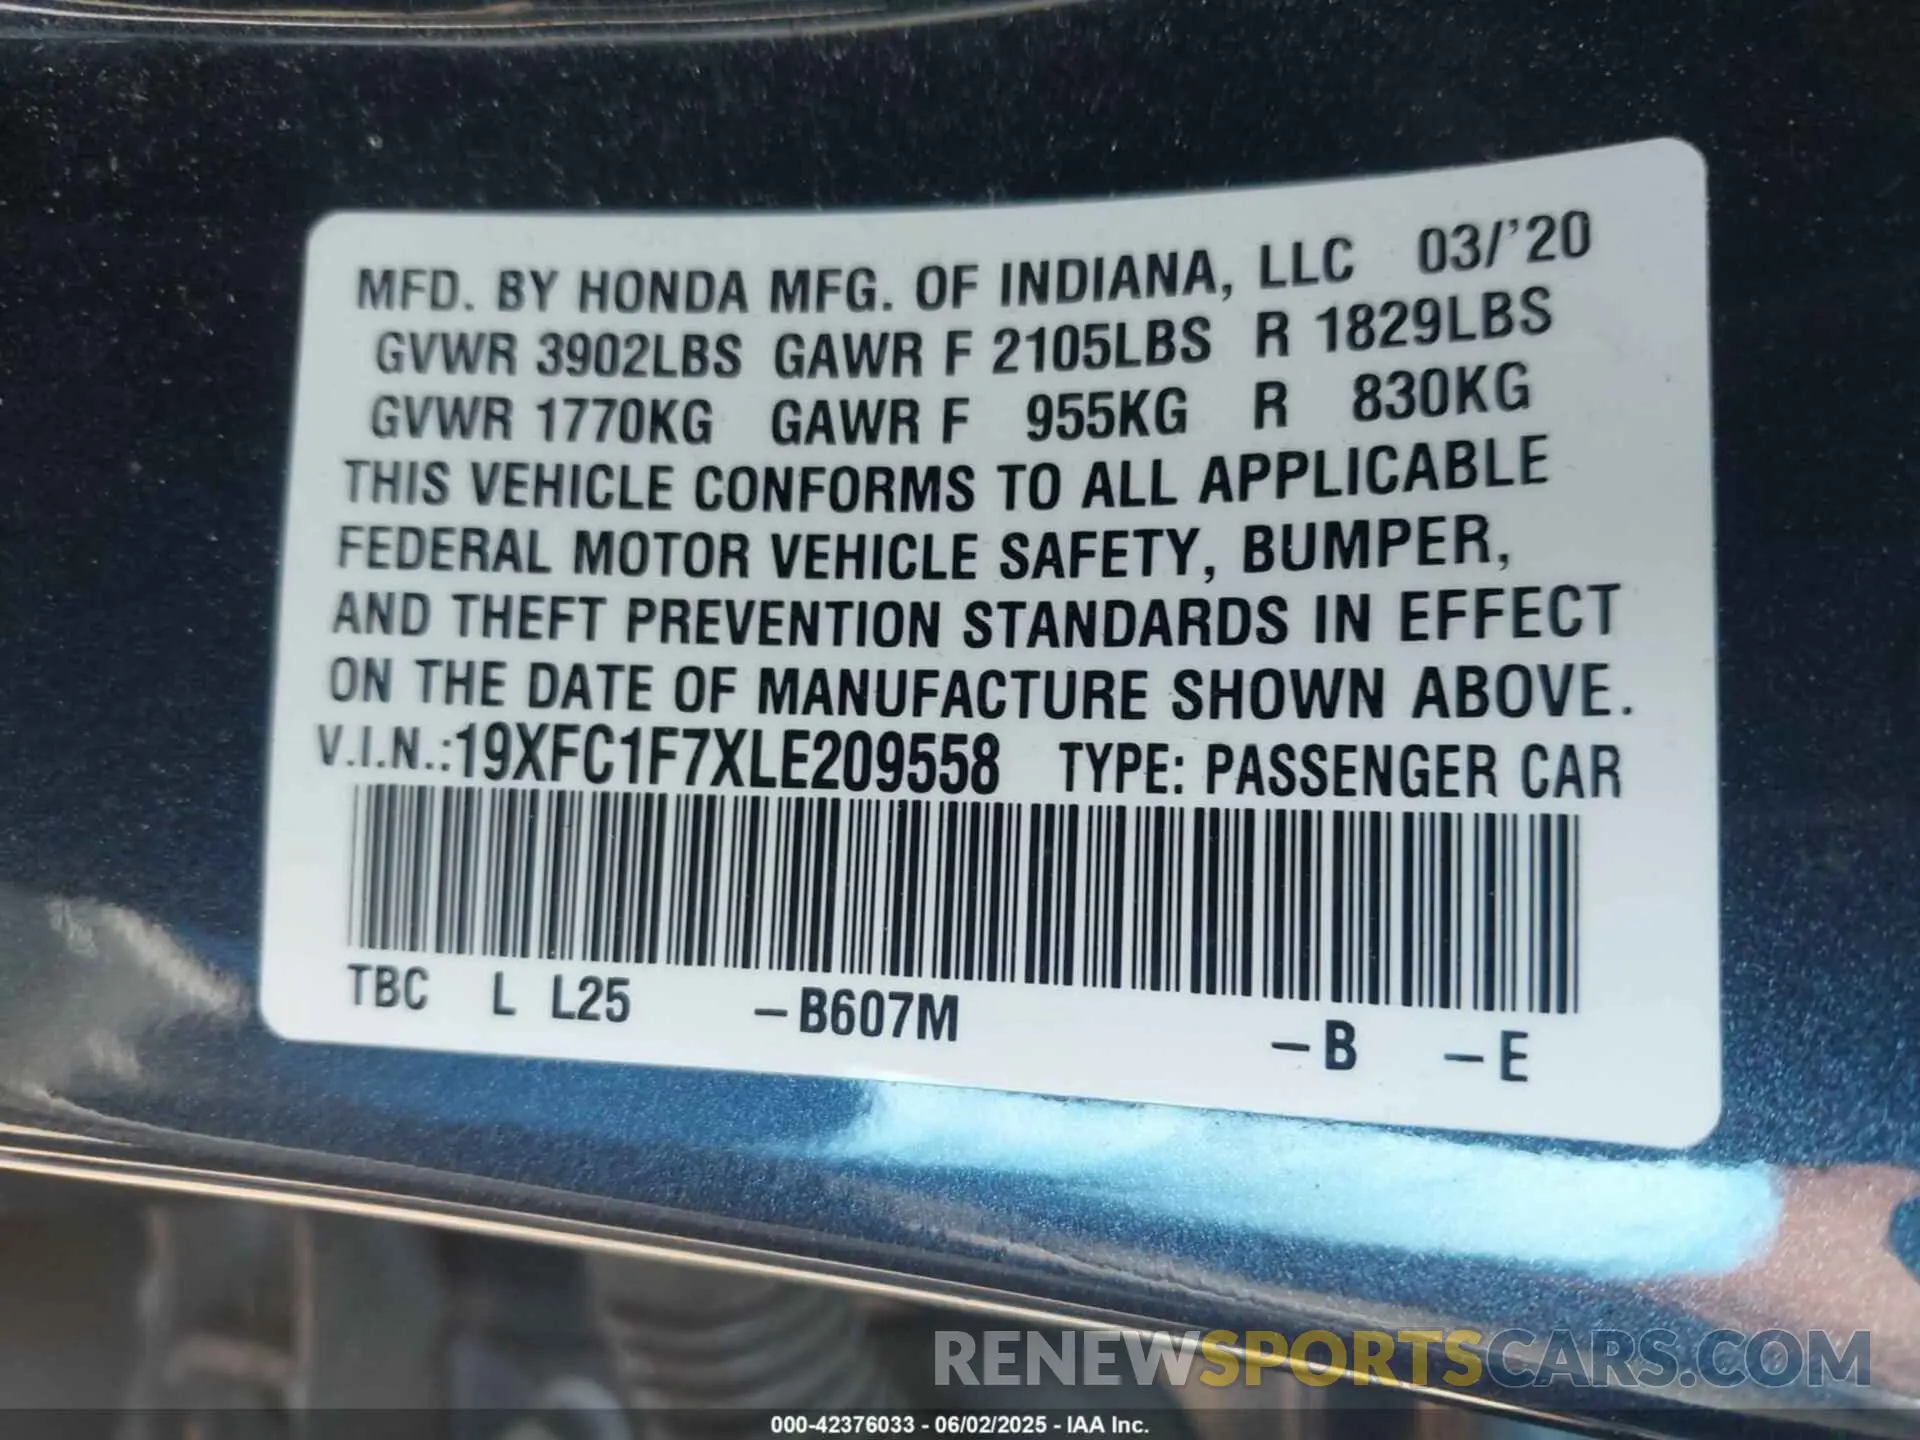 MFD. BY HONDA MFG. OF INDIANA, LLC 03/'20
GVWR 3902LBS GAWR F 2105LBS R 1829LBS
GVWR 1770KG GAWR F 955KG R 830KG
THIS VEHICLE CONFORMS TO ALL APPLICABLE
FEDERAL MOTOR VEHICLE SAFETY, BUMPER,
AND THEFT PREVENTION STANDARDS IN EFFECT
ON THE DATE OF MANUFACTURE SHOWN ABOVE.
V.I.N.:19XFC1F7XLE209558 TYPE: PASSENGER CAR
TBC L L25 -B607M -B -E
RENEWSPORTSCARS.COM
000-42376033 - 06/02/2025 - IAA Inc.